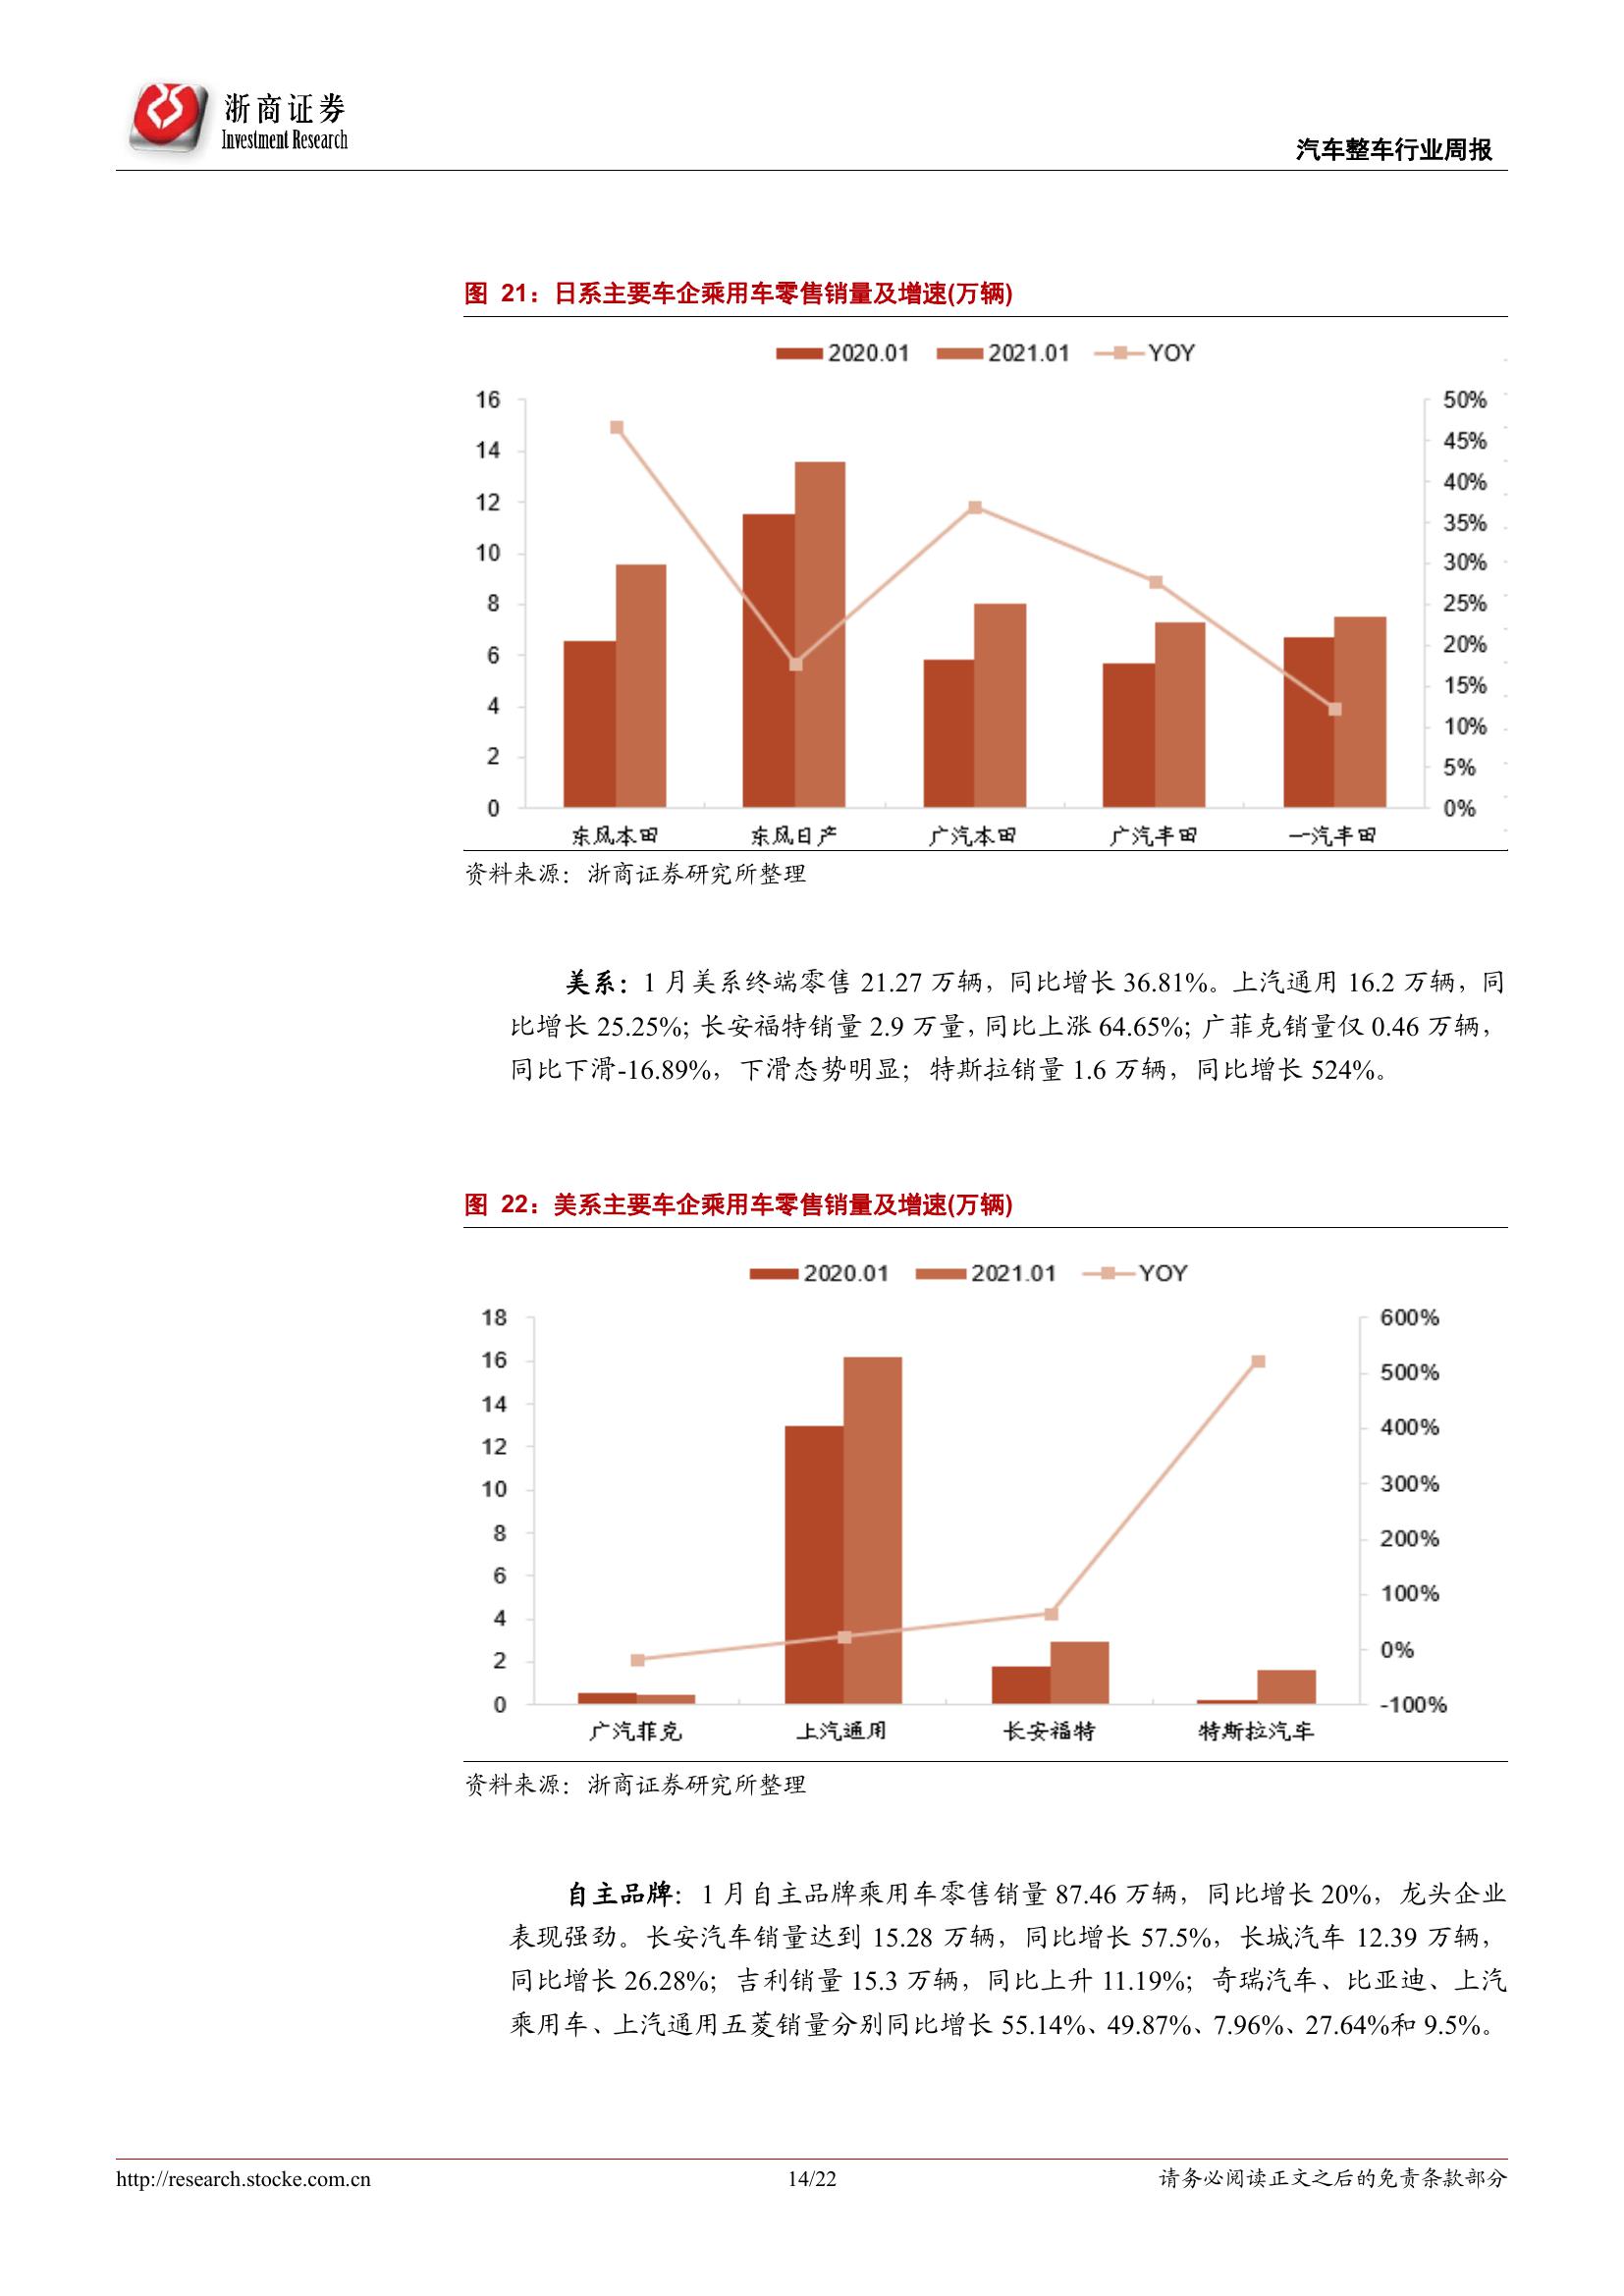 浙商证券
Investment Research
汽车整车行业周报
图 21：日系主要车企乘用车零售销量及增速(万辆)
2020.01 2021.01 YOY
16 50%
14 45%
12 40%
10 35%
8 30%
6 25%
4 20%
2 15%
0 10%
5%
0%
东风本田 东风日产 广汽本田 广汽丰田 一汽丰田
资料来源：浙商证券研究所整理
美系：1 月美系终端零售 21.27 万辆，同比增长 36.81%。上汽通用 16.2 万辆，同
比增长 25.25%; 长安福特销量 2.9 万量，同比上涨 64.65%; 广菲克销量仅 0.46 万辆，
同比下滑-16.89%，下滑态势明显；特斯拉销量 1.6 万辆，同比增长 524%。
图 22：美系主要车企乘用车零售销量及增速(万辆)
2020.01 2021.01 YOY
18 600%
16 500%
14 400%
12 300%
10 200%
8 100%
6 0%
4 -100%
2
0
广汽菲克 上汽通用 长安福特 特斯拉汽车
资料来源：浙商证券研究所整理
自主品牌：1 月自主品牌乘用车零售销量 87.46 万辆，同比增长 20%，龙头企业
表现强劲。长安汽车销量达到 15.28 万辆，同比增长 57.5%，长城汽车 12.39 万辆，
同比增长 26.28%；吉利销量 15.3 万辆，同比上升 11.19%；奇瑞汽车、比亚迪、上汽
乘用车、上汽通用五菱销量分别同比增长 55.14%、49.87%、7.96%、27.64%和 9.5%。
http://research.stocke.com.cn 14/22 请务必阅读正文之后的免责条款部分